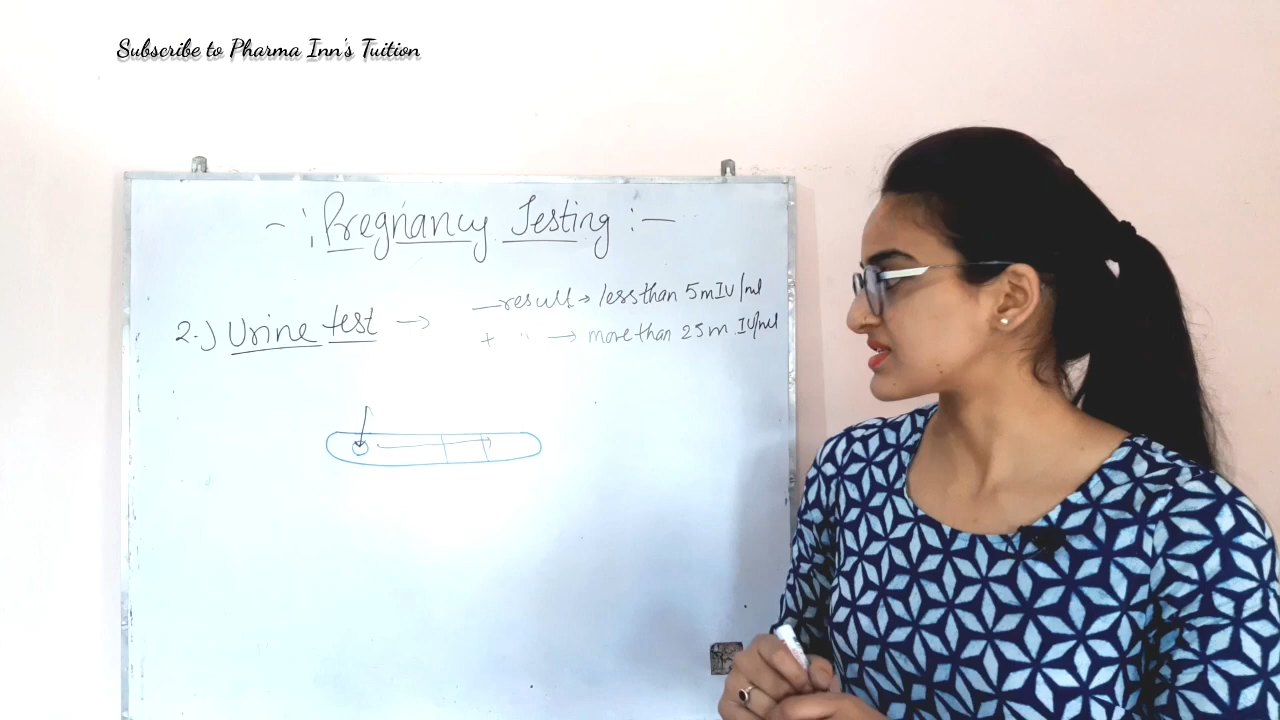 Subscribe to Pharma Inn's Tuition
-: Pregnancy Testing :-
2.) Urine test →
— result → less than 5mIU/ml
+ " → more than 25m IU/ml